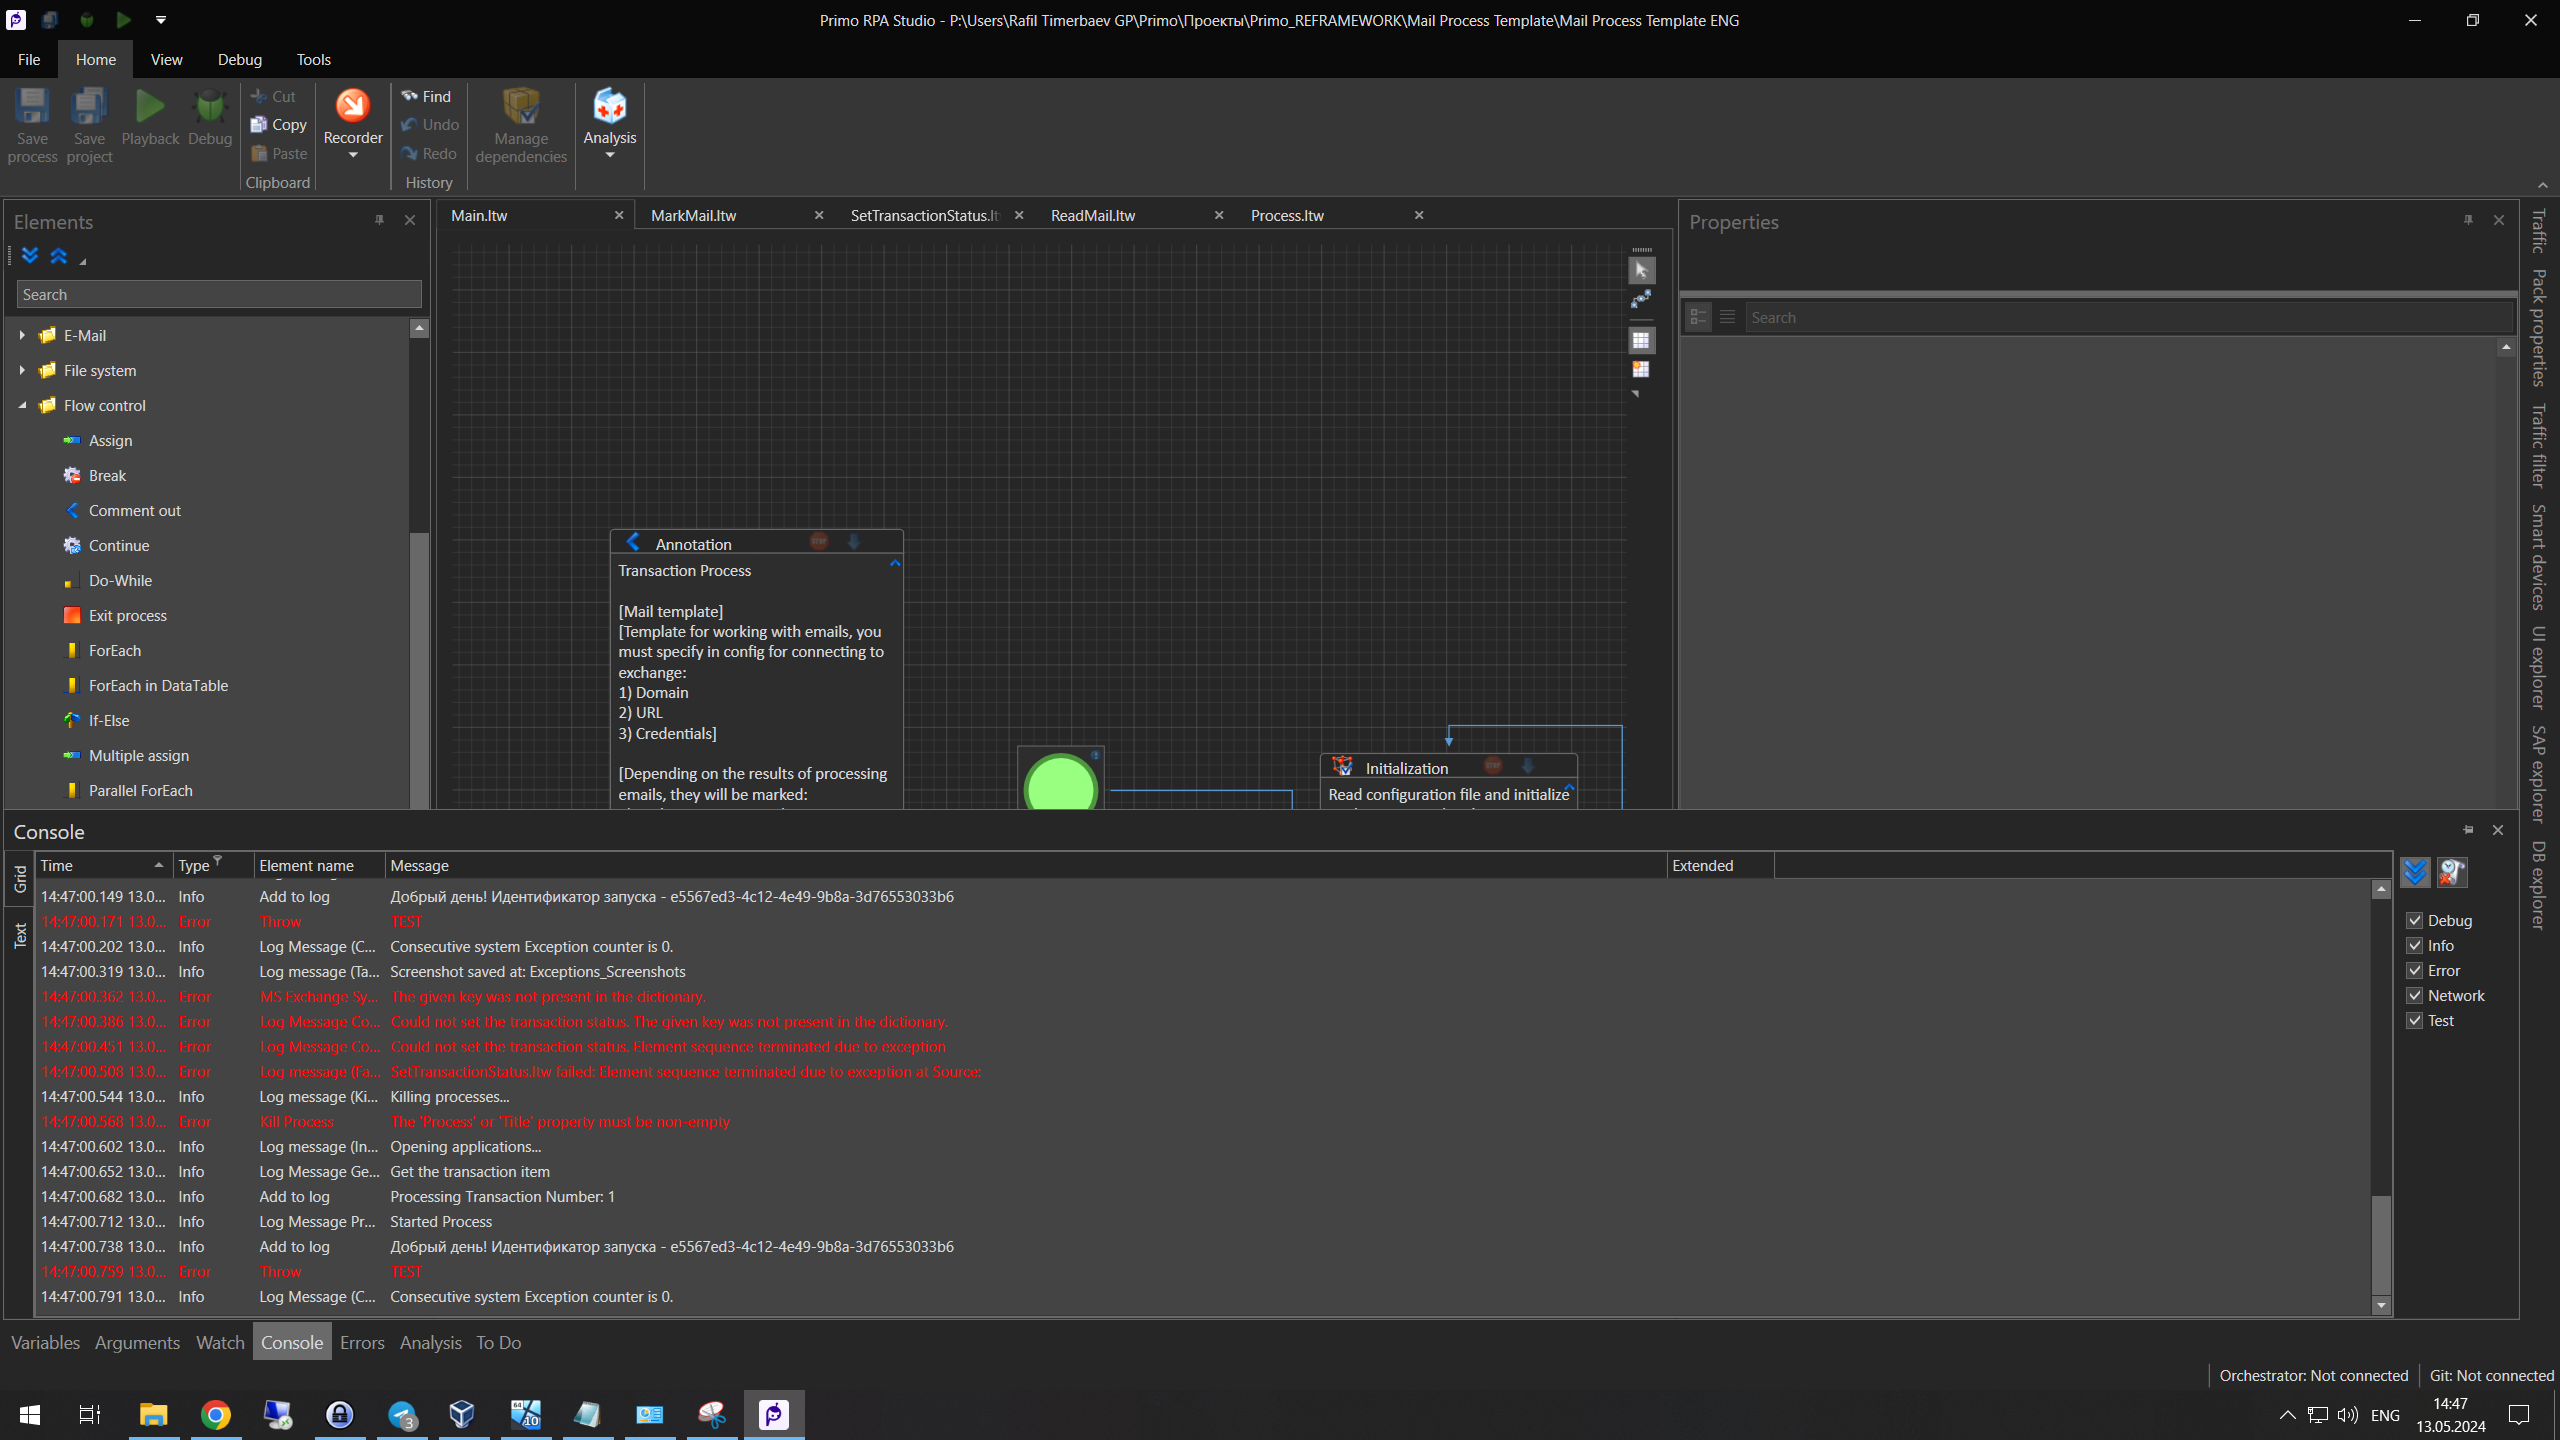 Primo RPA Studio - P:\Users\Rafil Timerbaev GP\Primo\Проекты\Primo_REFRAMEWORK\Mail Process Template\Mail Process Template ENG
File
Home
View
Debug
Tools
Save process
Save project
Playback
Debug
Cut
Copy
Paste
Clipboard
Recorder
Find
Undo
Redo
History
Manage dependencies
Analysis
Elements
Search
E-Mail
File system
Flow control
Assign
Break
Comment out
Continue
Do-While
Exit process
ForEach
ForEach in DataTable
If-Else
Multiple assign
Parallel ForEach
Main.ltw
MarkMail.ltw
SetTransactionStatus.lt
ReadMail.ltw
Process.ltw
Annotation
Transaction Process
[Mail template]
[Template for working with emails, you
must specify in config for connecting to
exchange:
1) Domain
2) URL
3) Credentials]
[Depending on the results of processing
emails, they will be marked:
Initialization
Read configuration file and initialize
Properties
Search
Traffic
Pack properties
Traffic filter
Smart devices
UI explorer
SAP explorer
DB explorer
Console
Grid
Text
Time Type Element name Message Extended
14:47:00.149 13.0... Info Add to log Добрый день! Идентификатор запуска - e5567ed3-4c12-4e49-9b8a-3d76553033b6
14:47:00.171 13.0... Error Throw TEST
14:47:00.202 13.0... Info Log Message (C... Consecutive system Exception counter is 0.
14:47:00.319 13.0... Info Log message (Ta... Screenshot saved at: Exceptions_Screenshots
14:47:00.362 13.0... Error MS Exchange Sy... The given key was not present in the dictionary.
14:47:00.386 13.0... Error Log Message Co... Could not set the transaction status. The given key was not present in the dictionary.
14:47:00.451 13.0... Error Log Message Co... Could not set the transaction status. Element sequence terminated due to exception
14:47:00.508 13.0... Error Log message (Fa... SetTransactionStatus.ltw failed: Element sequence terminated due to exception at Source:
14:47:00.544 13.0... Info Log message (Ki... Killing processes...
14:47:00.568 13.0... Error Kill Process The 'Process' or 'Title' property must be non-empty
14:47:00.602 13.0... Info Log message (In... Opening applications...
14:47:00.652 13.0... Info Log Message Ge... Get the transaction item
14:47:00.682 13.0... Info Add to log Processing Transaction Number: 1
14:47:00.712 13.0... Info Log Message Pr... Started Process
14:47:00.738 13.0... Info Add to log Добрый день! Идентификатор запуска - e5567ed3-4c12-4e49-9b8a-3d76553033b6
14:47:00.759 13.0... Error Throw TEST
14:47:00.791 13.0... Info Log Message (C... Consecutive system Exception counter is 0.
Debug
Info
Error
Network
Test
Variables
Arguments
Watch
Console
Errors
Analysis
To Do
Orchestrator: Not connected
Git: Not connected
3
64
10
ENG
14:47
13.05.2024